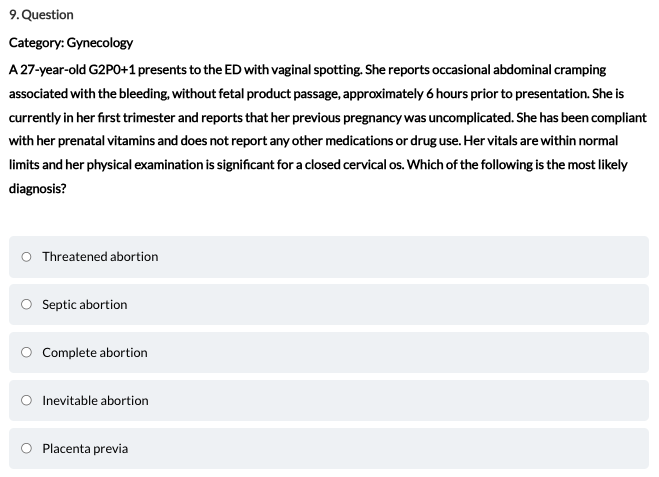 9. Question
Category: Gynecology
A 27-year-old G2P0+1 presents to the ED with vaginal spotting. She reports occasional abdominal cramping
associated with the bleeding, without fetal product passage, approximately 6 hours prior to presentation. She is
currently in her first trimester and reports that her previous pregnancy was uncomplicated. She has been compliant
with her prenatal vitamins and does not report any other medications or drug use. Her vitals are within normal
limits and her physical examination is significant for a closed cervical os. Which of the following is the most likely
diagnosis?
Threatened abortion
Septic abortion
Complete abortion
Inevitable abortion
Placenta previa